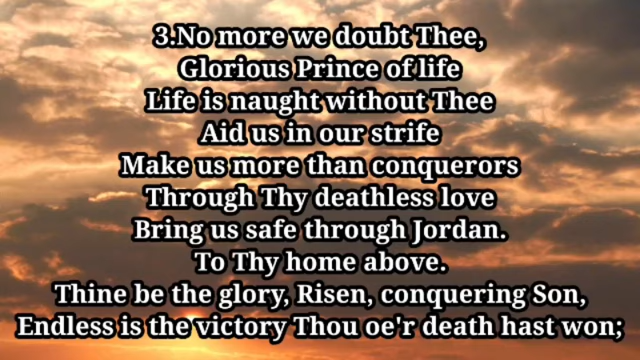 3.No more we doubt Thee,
Glorious Prince of life
Life is naught without Thee
Aid us in our strife
Make us more than conquerors
Through Thy deathless love
Bring us safe through Jordan.
To Thy home above.
Thine be the glory, Risen, conquering Son,
Endless is the victory Thou oe'r death hast won;